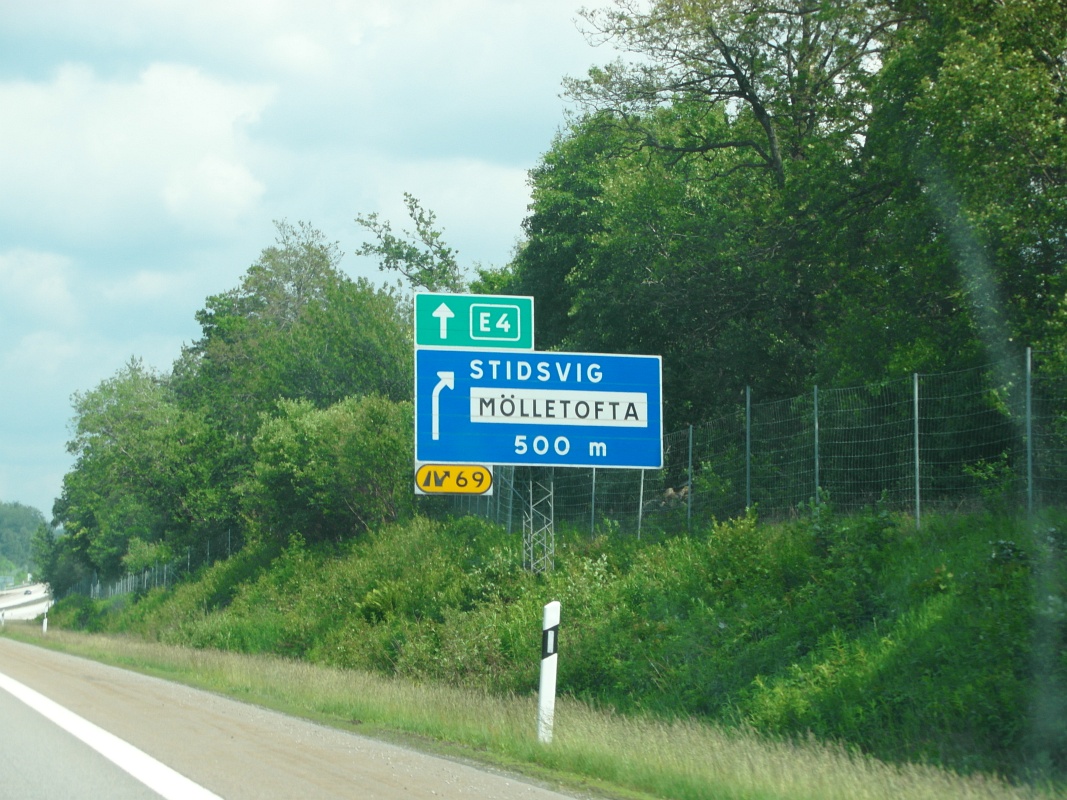 E4
STIDSVIG
MÖLLETOFTA
500 m
69